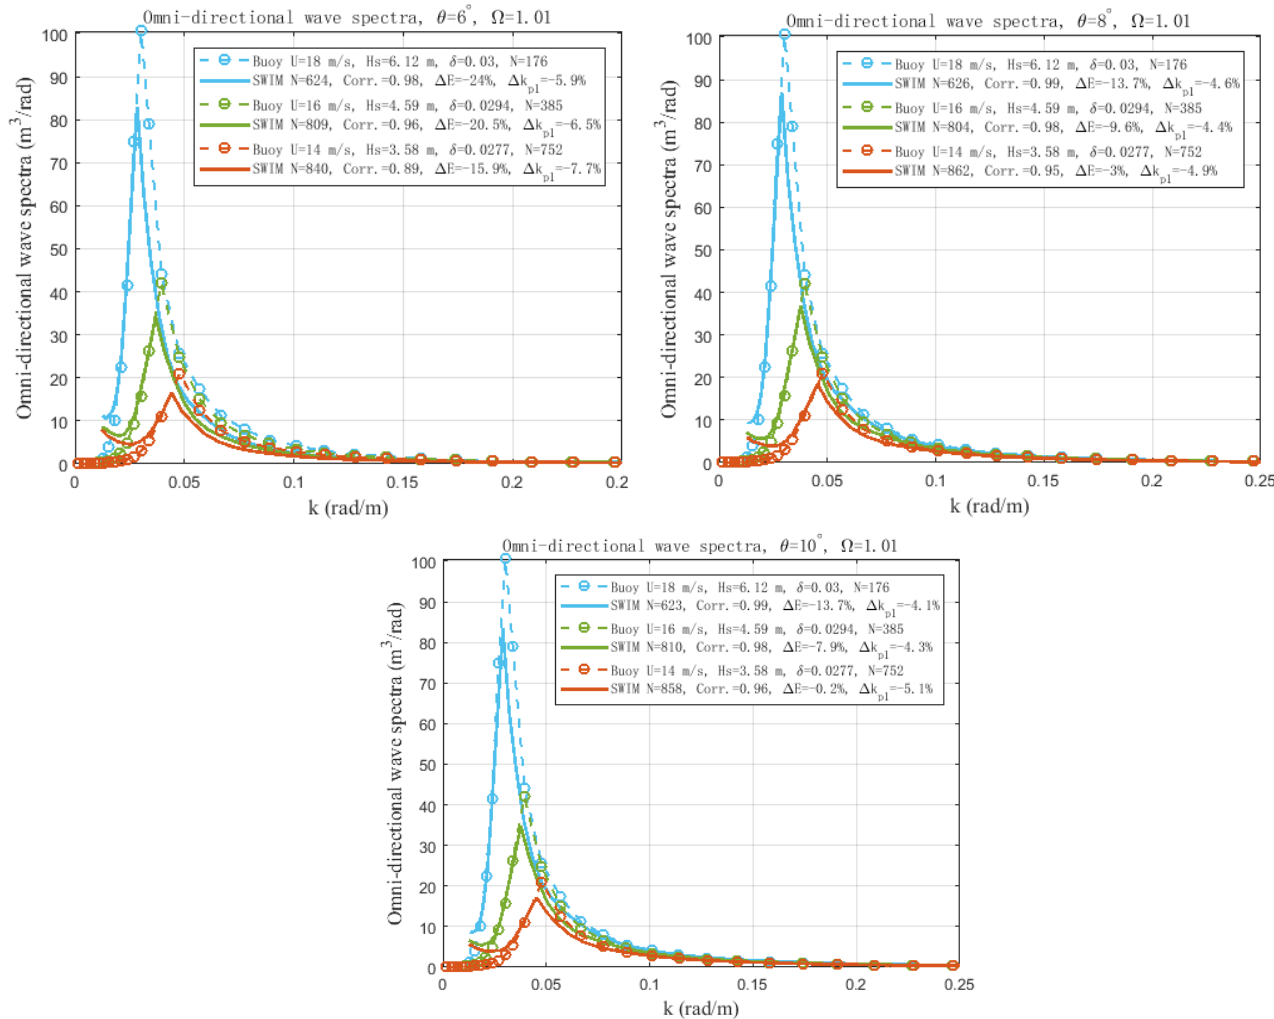 Omni-directional wave spectra, θ=6°, Ω=1.01
Buoy U=18 m/s, Hs=6.12 m, δ=0.03, N=176
SWIM N=624, Corr.=0.98, ΔE=-24%, Δk_p1=-5.9%
Buoy U=16 m/s, Hs=4.59 m, δ=0.0294, N=385
SWIM N=809, Corr.=0.96, ΔE=-20.5%, Δk_p1=-6.5%
Buoy U=14 m/s, Hs=3.58 m, δ=0.0277, N=752
SWIM N=840, Corr.=0.89, ΔE=-15.9%, Δk_p1=-7.7%
Omni-directional wave spectra (m³/rad)
100
90
80
70
60
50
40
30
20
10
0
0
0.05
0.1
0.15
0.2
0.2
k (rad/m)
Omni-directional wave spectra, θ=8°, Ω=1.01
Buoy U=18 m/s, Hs=6.12 m, δ=0.03, N=176
SWIM N=626, Corr.=0.99, ΔE=-13.7%, Δk_p1=-4.6%
Buoy U=16 m/s, Hs=4.59 m, δ=0.0294, N=385
SWIM N=804, Corr.=0.98, ΔE=-9.6%, Δk_p1=-4.4%
Buoy U=14 m/s, Hs=3.58 m, δ=0.0277, N=752
SWIM N=862, Corr.=0.95, ΔE=-3%, Δk_p1=-4.9%
Omni-directional wave spectra (m³/rad)
100
90
80
70
60
50
40
30
20
10
0
0
0.05
0.1
0.15
0.2
0.25
k (rad/m)
Omni-directional wave spectra, θ=10°, Ω=1.01
Buoy U=18 m/s, Hs=6.12 m, δ=0.03, N=176
SWIM N=623, Corr.=0.99, ΔE=-13.7%, Δk_p1=-4.1%
Buoy U=16 m/s, Hs=4.59 m, δ=0.0294, N=385
SWIM N=810, Corr.=0.98, ΔE=-7.9%, Δk_p1=-4.3%
Buoy U=14 m/s, Hs=3.58 m, δ=0.0277, N=752
SWIM N=858, Corr.=0.96, ΔE=-0.2%, Δk_p1=-5.1%
Omni-directional wave spectra (m³/rad)
100
90
80
70
60
50
40
30
20
10
0
0
0.05
0.1
0.15
0.2
0.25
k (rad/m)